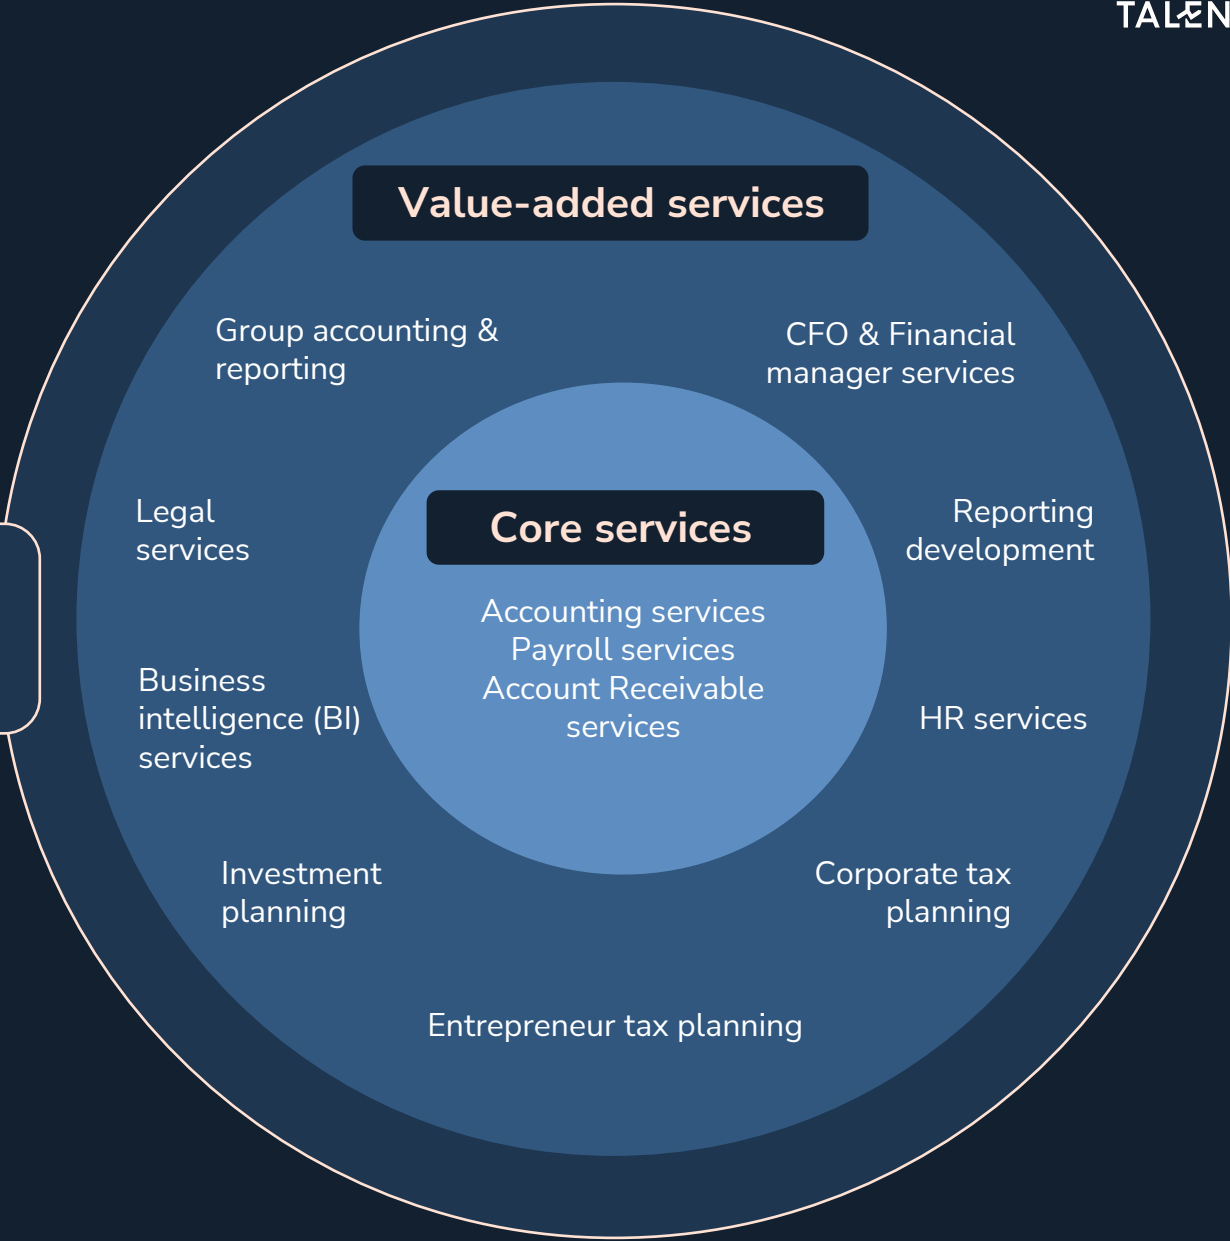 TALEN
Value-added services
Group accounting &
reporting
CFO & Financial
manager services
Legal
services
Reporting
development
Core services
Accounting services
Payroll services
Account Receivable
services
Business
intelligence (BI)
services
HR services
Investment
planning
Corporate tax
planning
Entrepreneur tax planning